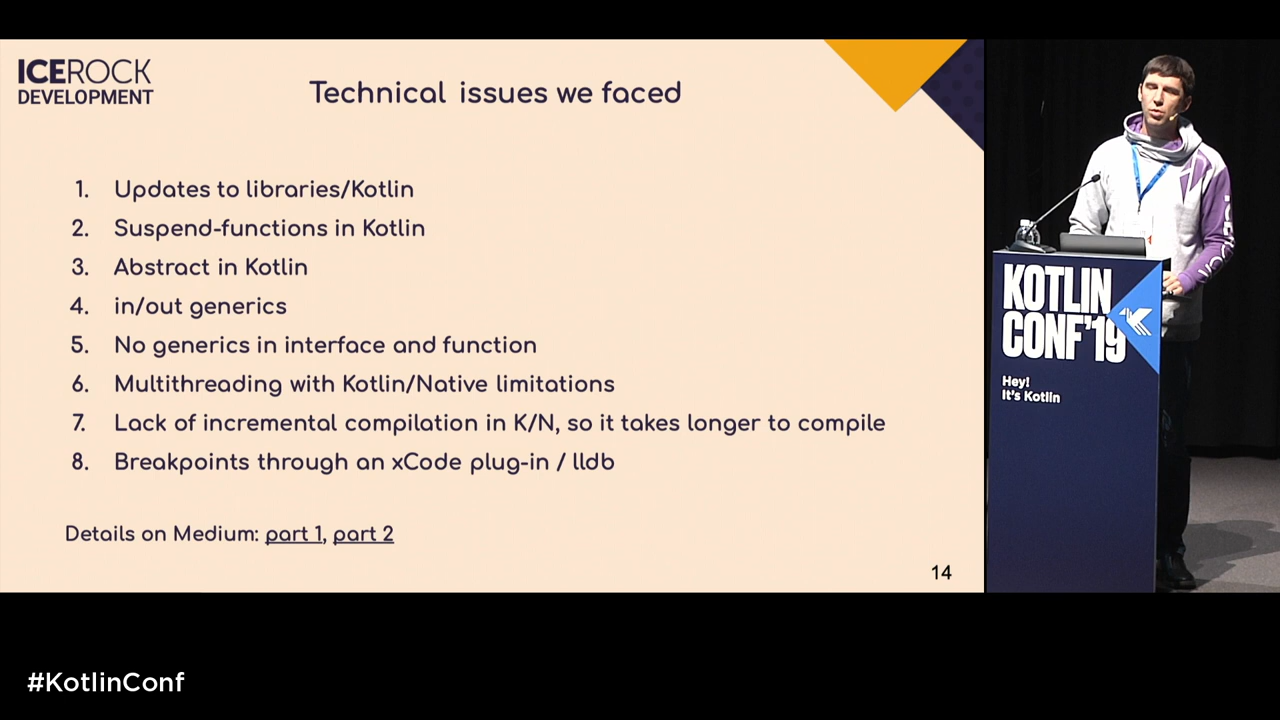 ICEROCK
DEVELOPMENT
Technical issues we faced
1. Updates to libraries/Kotlin
2. Suspend-functions in Kotlin
3. Abstract in Kotlin
4. in/out generics
5. No generics in interface and function
6. Multithreading with Kotlin/Native limitations
7. Lack of incremental compilation in K/N, so it takes longer to compile
8. Breakpoints through an xCode plug-in / lldb
Details on Medium: part 1, part 2
14
KOTLIN
CONF'19
Hey!
It's Kotlin
#KotlinConf